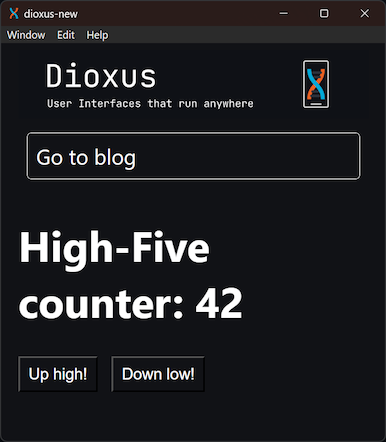 dioxus-new
Window Edit Help
Dioxus
User Interfaces that run anywhere
Go to blog
High-Five
counter: 42
Up high! Down low!